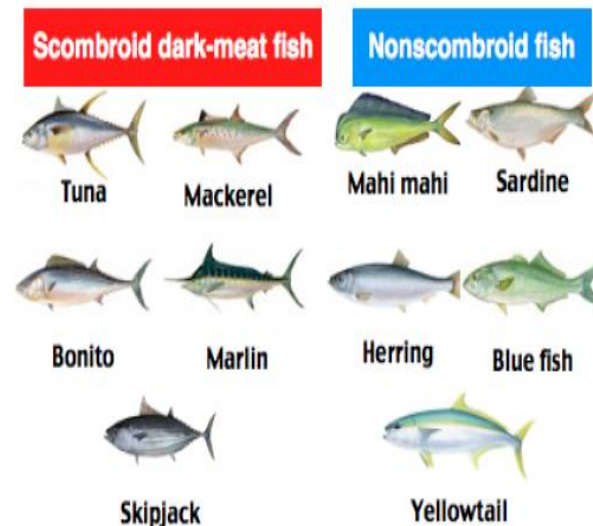 Scombroid dark-meat fish
Nonscombroid fish
Tuna
Mackerel
Mahi mahi
Sardine
Bonito
Marlin
Herring
Blue fish
Skipjack
Yellowtail